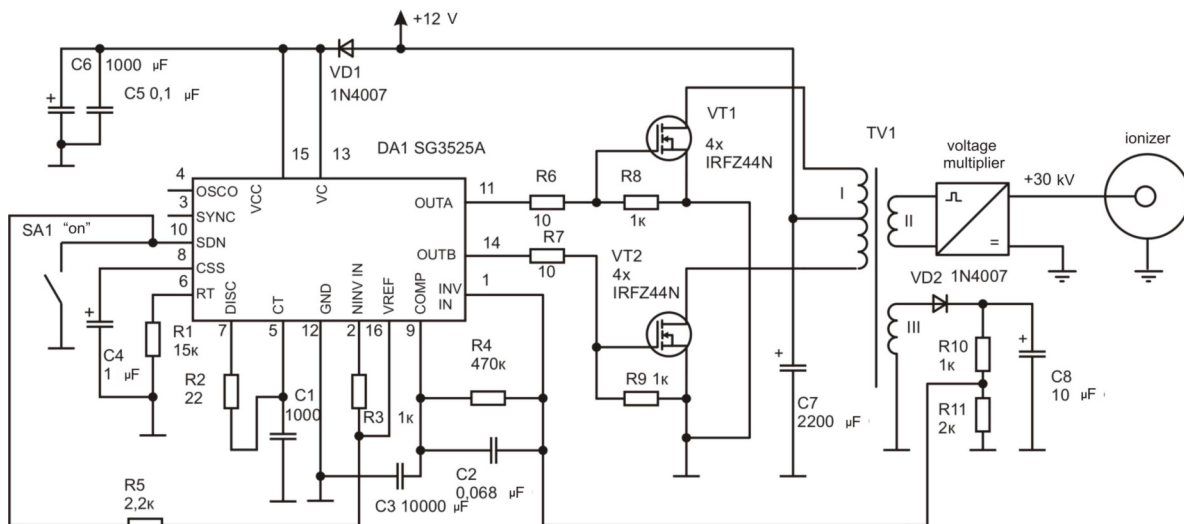 +12 V
C6 1000 µF
C5 0,1 µF
VD1
1N4007
VT1
4x
IRFZ44N
TV1
voltage
multiplier
ionizer
+30 kV
15
13
DA1 SG3525A
4
OSCO
3
SYNC
10
SDN
8
CSS
6
RT
VCC
VC
OUTA
11
OUTB
14
INV
IN
1
DISC
CT
GND
NINV IN
VREF
COMP
7
5
12
2
16
9
SA1 "on"
R6
10
R8
1к
R7
10
VT2
4x
IRFZ44N
I
II
III
=
VD2 1N4007
R1
15к
C4
1 µF
R2
22
C1
1000
R3
1к
R4
470к
R9 1к
C7
2200 µF
R10
1к
R11
2к
C8
10 µF
C2
0,068 µF
C3 10000 µF
R5
2,2к
+
+
+
+